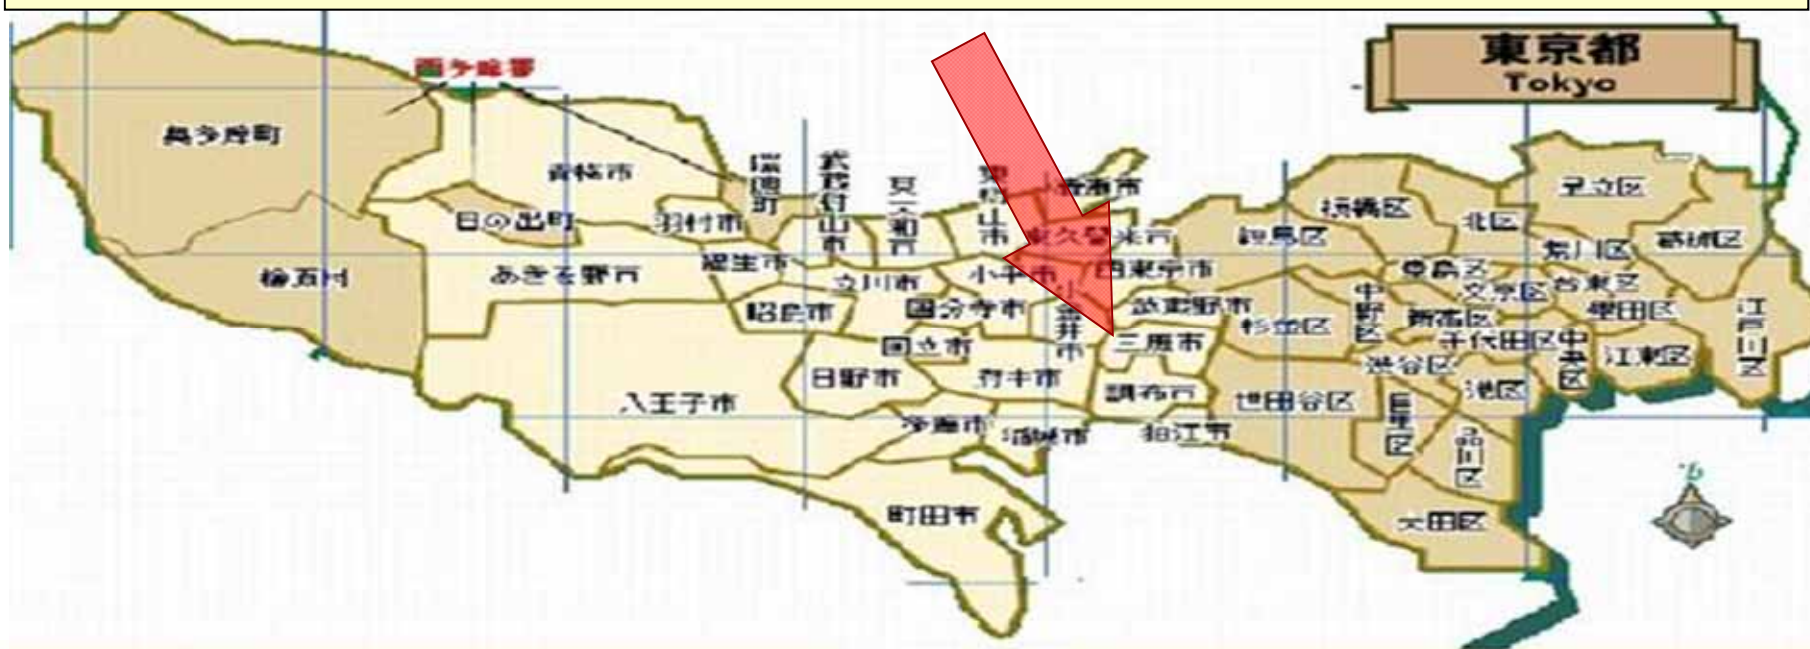 東京都
Tokyo
西多摩郡
奥多摩町
檜原村
青梅市
日の出町
羽村市
瑞穂町
武蔵村山市
東大和市
東村山市
清瀬市
東久留米市
あきる野市
福生市
立川市
小平市
西東京市
昭島市
国分寺市
小金井市
武蔵野市
国立市
三鷹市
日野市
府中市
調布市
八王子市
多摩市
稲城市
狛江市
町田市
練馬区
板橋区
北区
足立区
荒川区
葛飾区
豊島区
文京区
台東区
墨田区
江戸川区
中野区
杉並区
新宿区
千代田区
中央区
江東区
渋谷区
港区
世田谷区
目黒区
品川区
大田区